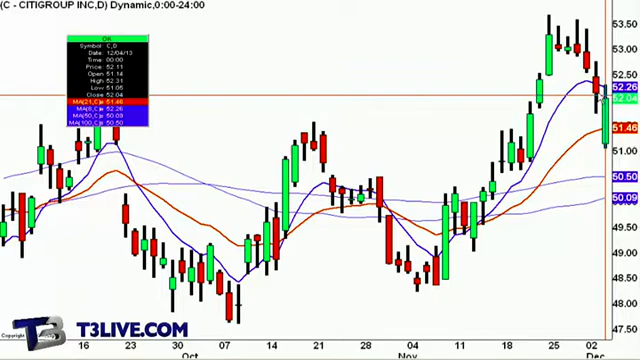 (C - CITIGROUP INC,D) Dynamic,0:00-24:00
OK
Symbol: C,D
Date: 12/04/13
Time: 00:00
Price: 52.11
Open: 51.14
High: 52.31
Low: 51.05
Close: 52.04
MA(21,C)= 51.46
MA(8,C)= 52.26
MA(50,C)= 50.09
MA(100,C)= 50.50
53.50
53.00
52.50
52.26
52.04
51.46
51.00
50.50
50.09
49.50
49.00
48.50
48.00
47.50
T3LIVE.COM
16 23 30 07 14 21 28 04 11 18 25 02
Oct Nov Dec